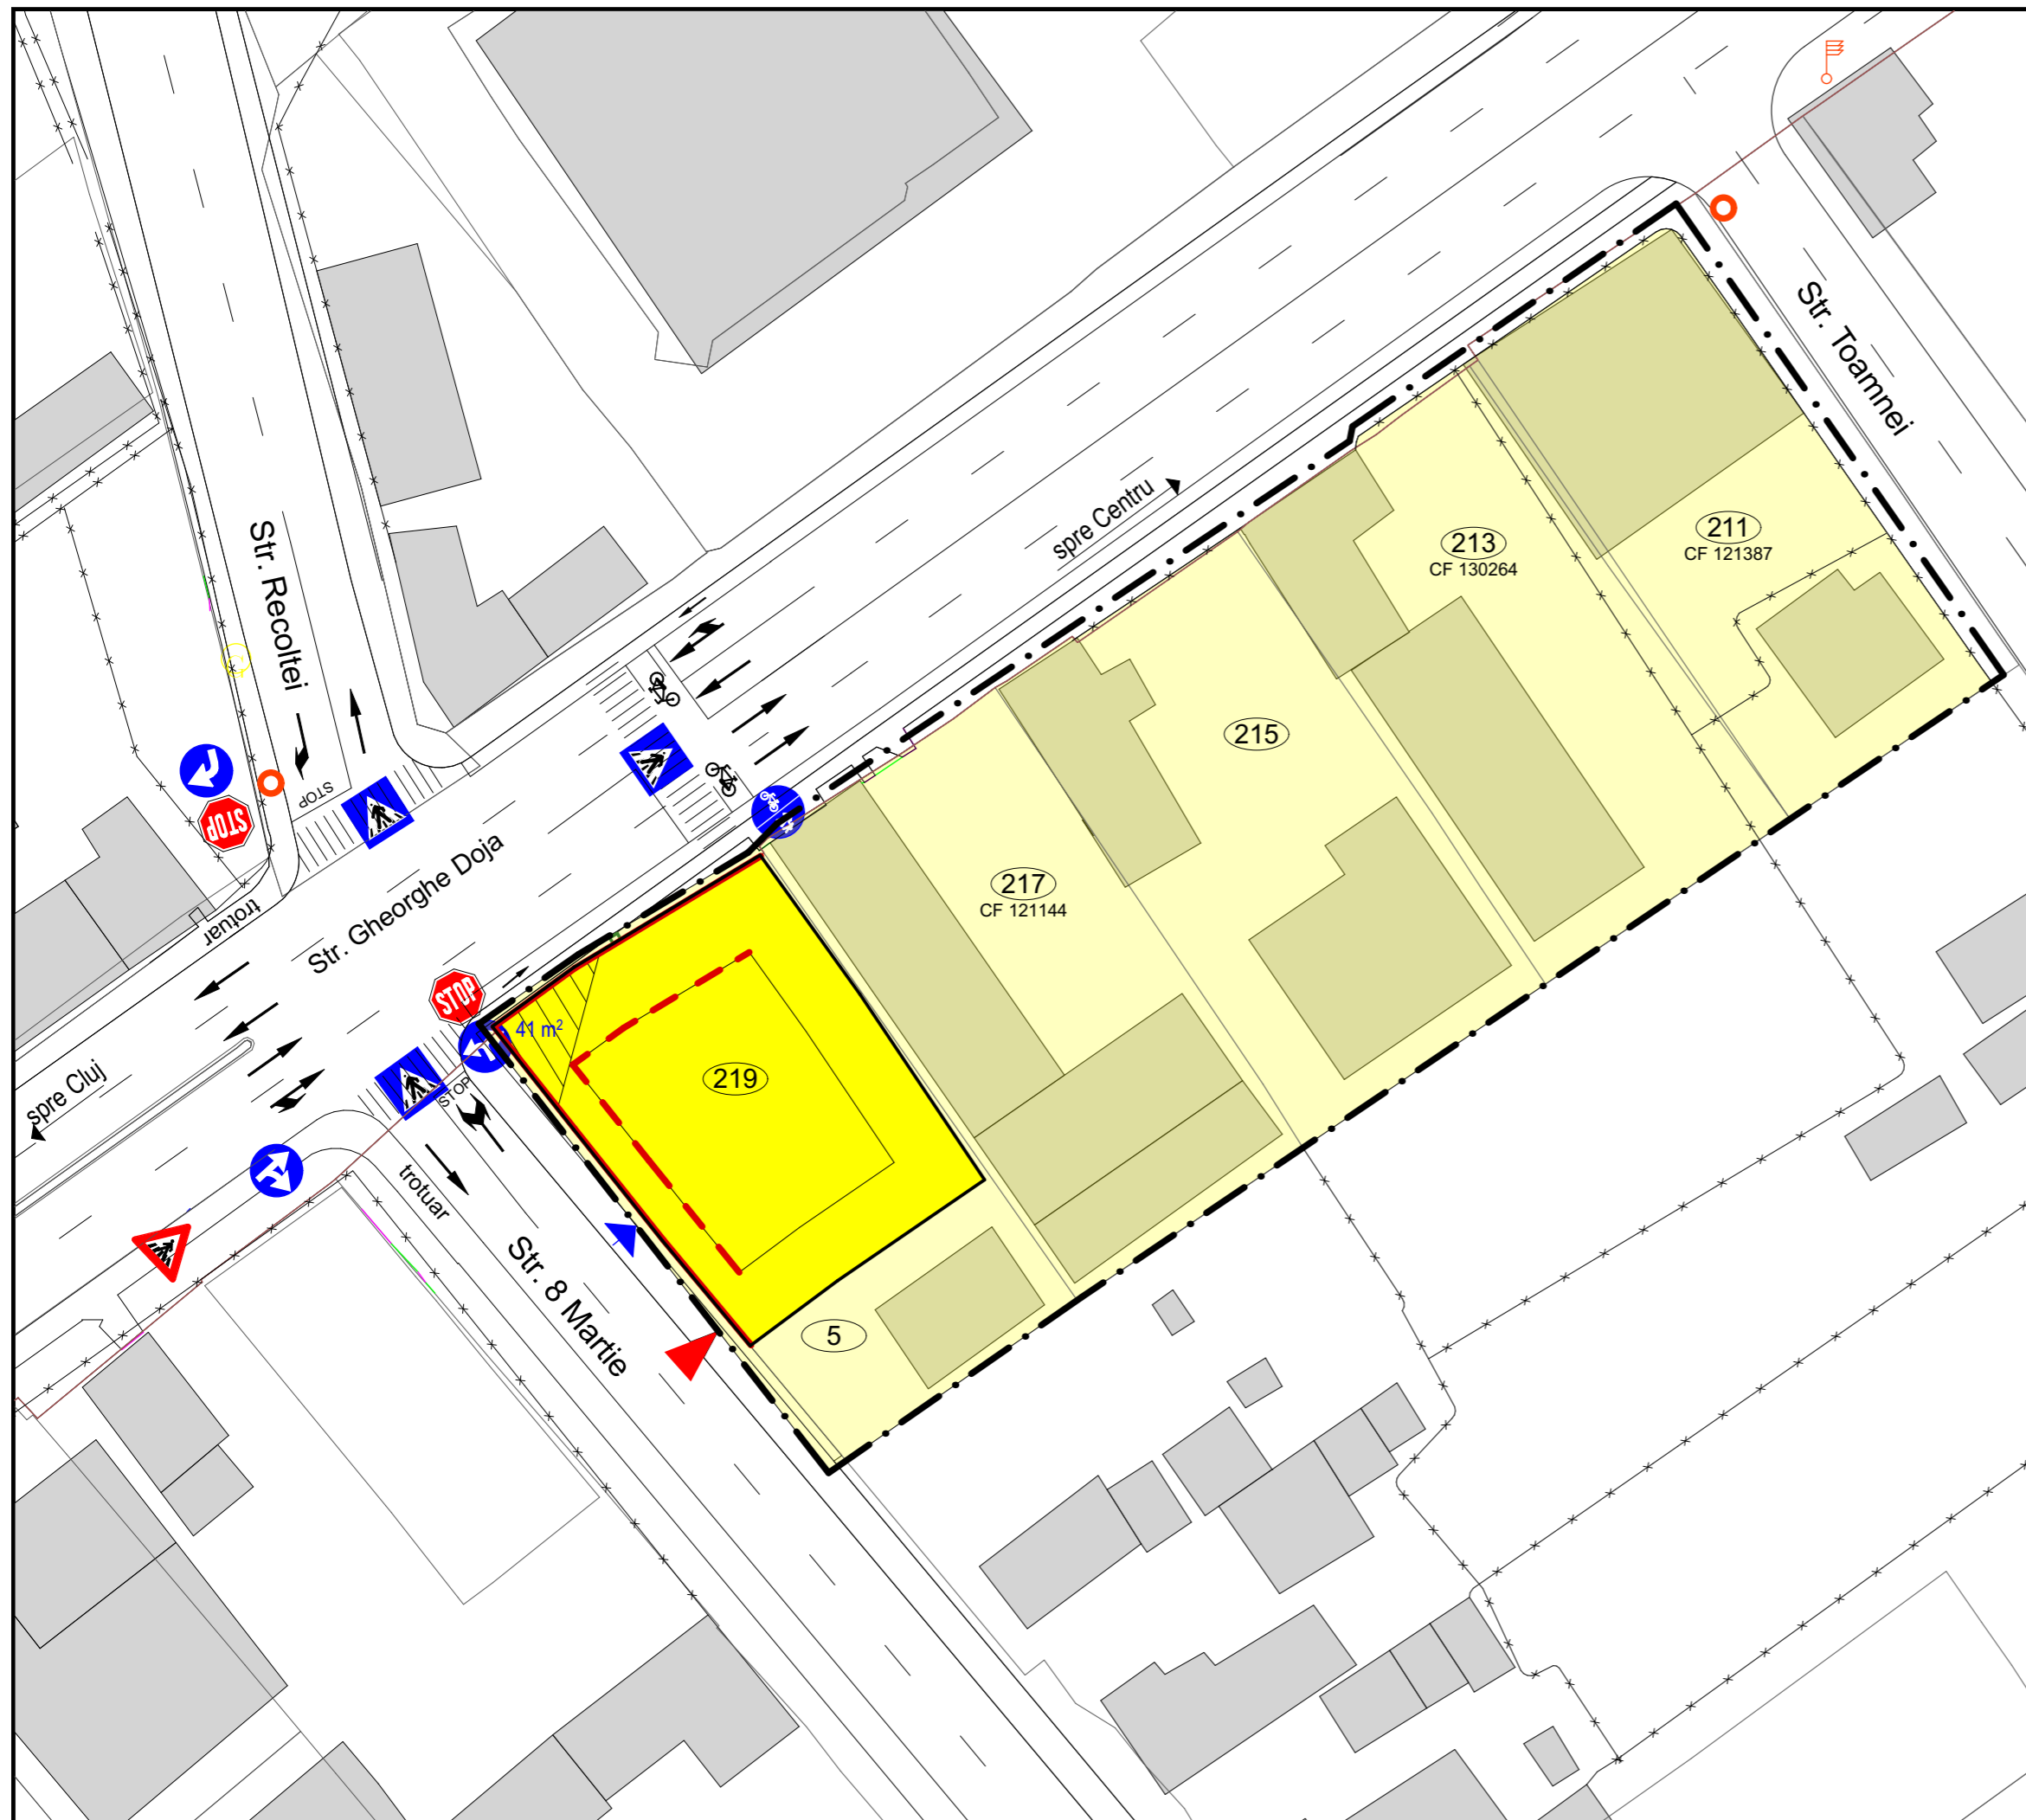 Str. Toamnei
spre Centru
213
CF 130264
211
CF 121387
Str. Recoltei
215
STOP
STOP
217
CF 121144
trotuar
Str. Gheorghe Doja
STOP
41 m²
219
STOP
spre Cluj
trotuar
Str. 8 Martie
5